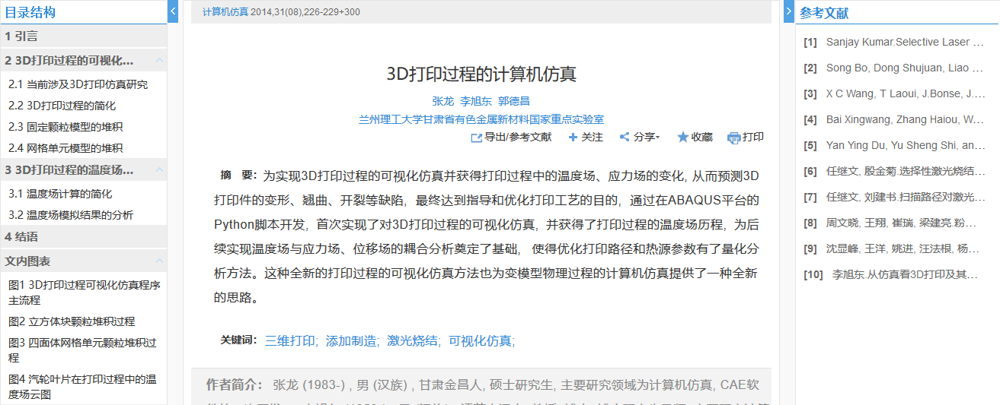 目录结构
1 引言
2 3D打印过程的可视化...
2.1 当前涉及3D打印仿真研究
2.2 3D打印过程的简化
2.3 固定颗粒模型的堆积
2.4 网格单元模型的堆积
3 3D打印过程的温度场...
3.1 温度场计算的简化
3.2 温度场模拟结果的分析
4 结语
文内图表
图1 3D打印过程可视化仿真程序
主流程
图2 立方体块颗粒堆积过程
图3 四面体网格单元颗粒堆积过
程
图4 汽轮叶片在打印过程中的温
度场云图
计算机仿真 2014,31(08),226-229+300
3D打印过程的计算机仿真
张龙 李旭东 郭德昌
兰州理工大学甘肃省有色金属新材料国家重点实验室
导出/参考文献 关注 分享 收藏 打印
摘 要: 为实现3D打印过程的可视化仿真并获得打印过程中的温度场、应力场的变化, 从而预测3D
打印件的变形、翘曲、开裂等缺陷, 最终达到指导和优化打印工艺的目的, 通过在ABAQUS平台的
Python脚本开发, 首次实现了对3D打印过程的可视化仿真, 并获得了打印过程的温度场历程, 为后
续实现温度场与应力场、位移场的耦合分析奠定了基础, 使得优化打印路径和热源参数有了量化分
析方法。这种全新的打印过程的可视化仿真方法也为变模型物理过程的计算机仿真提供了一种全新
的思路。
关键词: 三维打印; 添加制造; 激光烧结; 可视化仿真;
作者简介: 张龙 (1983-) , 男 (汉族) , 甘肃金昌人, 硕士研究生, 主要研究领域为计算机仿真, CAE软
参考文献
[1] Sanjay Kumar.Selective Laser ...
[2] Song Bo, Dong Shujuan, Liao ...
[3] X C Wang, T Laoui, J.Bonse, J....
[4] Bai Xingwang, Zhang Haiou, W...
[5] Yan Ying Du, Yu Sheng Shi, an...
[6] 任继文, 殷金菊.选择性激光烧结...
[7] 任继文, 刘建书.扫描路径对激光...
[8] 周文晓, 王翔, 崔瑞, 梁建亮.粉...
[9] 沈显峰, 王洋, 姚进, 汪法根, 杨...
[10] 李旭东.从仿真看3D打印及其...